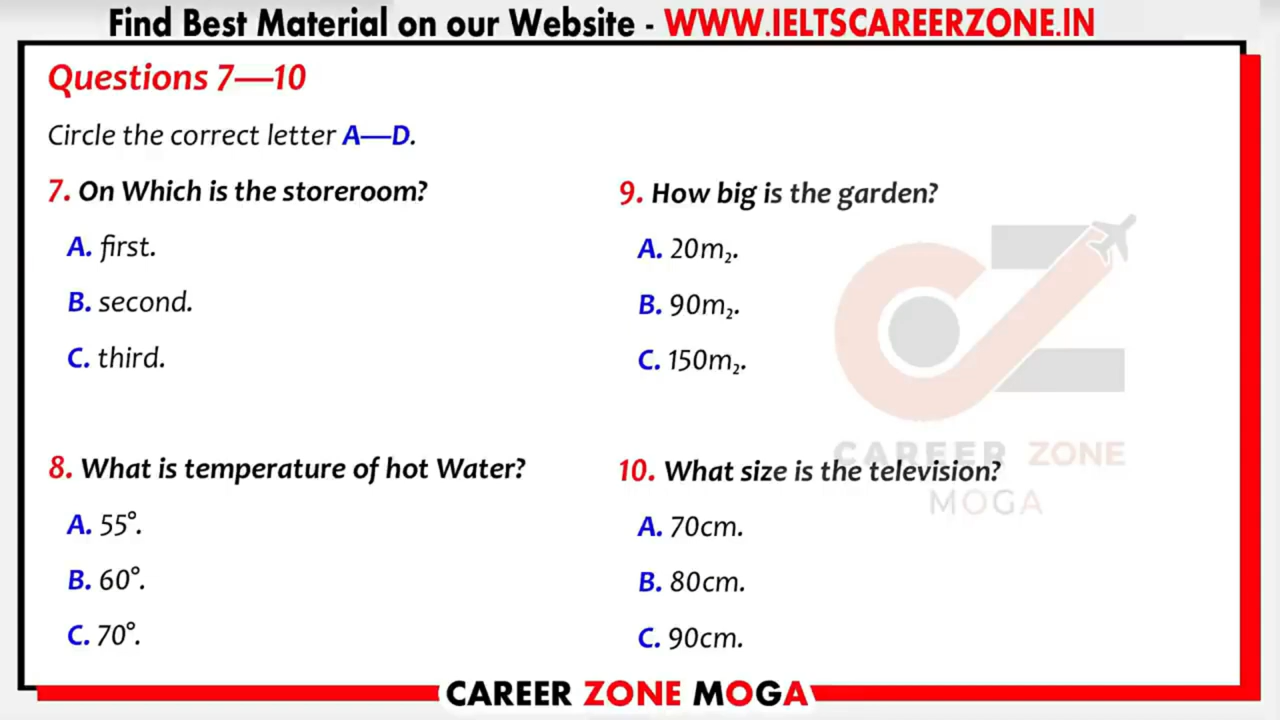 Find Best Material on our Website - WWW.IELTSCAREERZONE.IN
Questions 7—10
Circle the correct letter A—D.
7. On Which is the storeroom?
A. first.
B. second.
C. third.
8. What is temperature of hot Water?
A. 55°.
B. 60°.
C. 70°.
9. How big is the garden?
A. 20m₂.
B. 90m₂.
C. 150m₂.
10. What size is the television?
A. 70cm.
B. 80cm.
C. 90cm.
CAREER ZONE
MOGA
CAREER ZONE MOGA